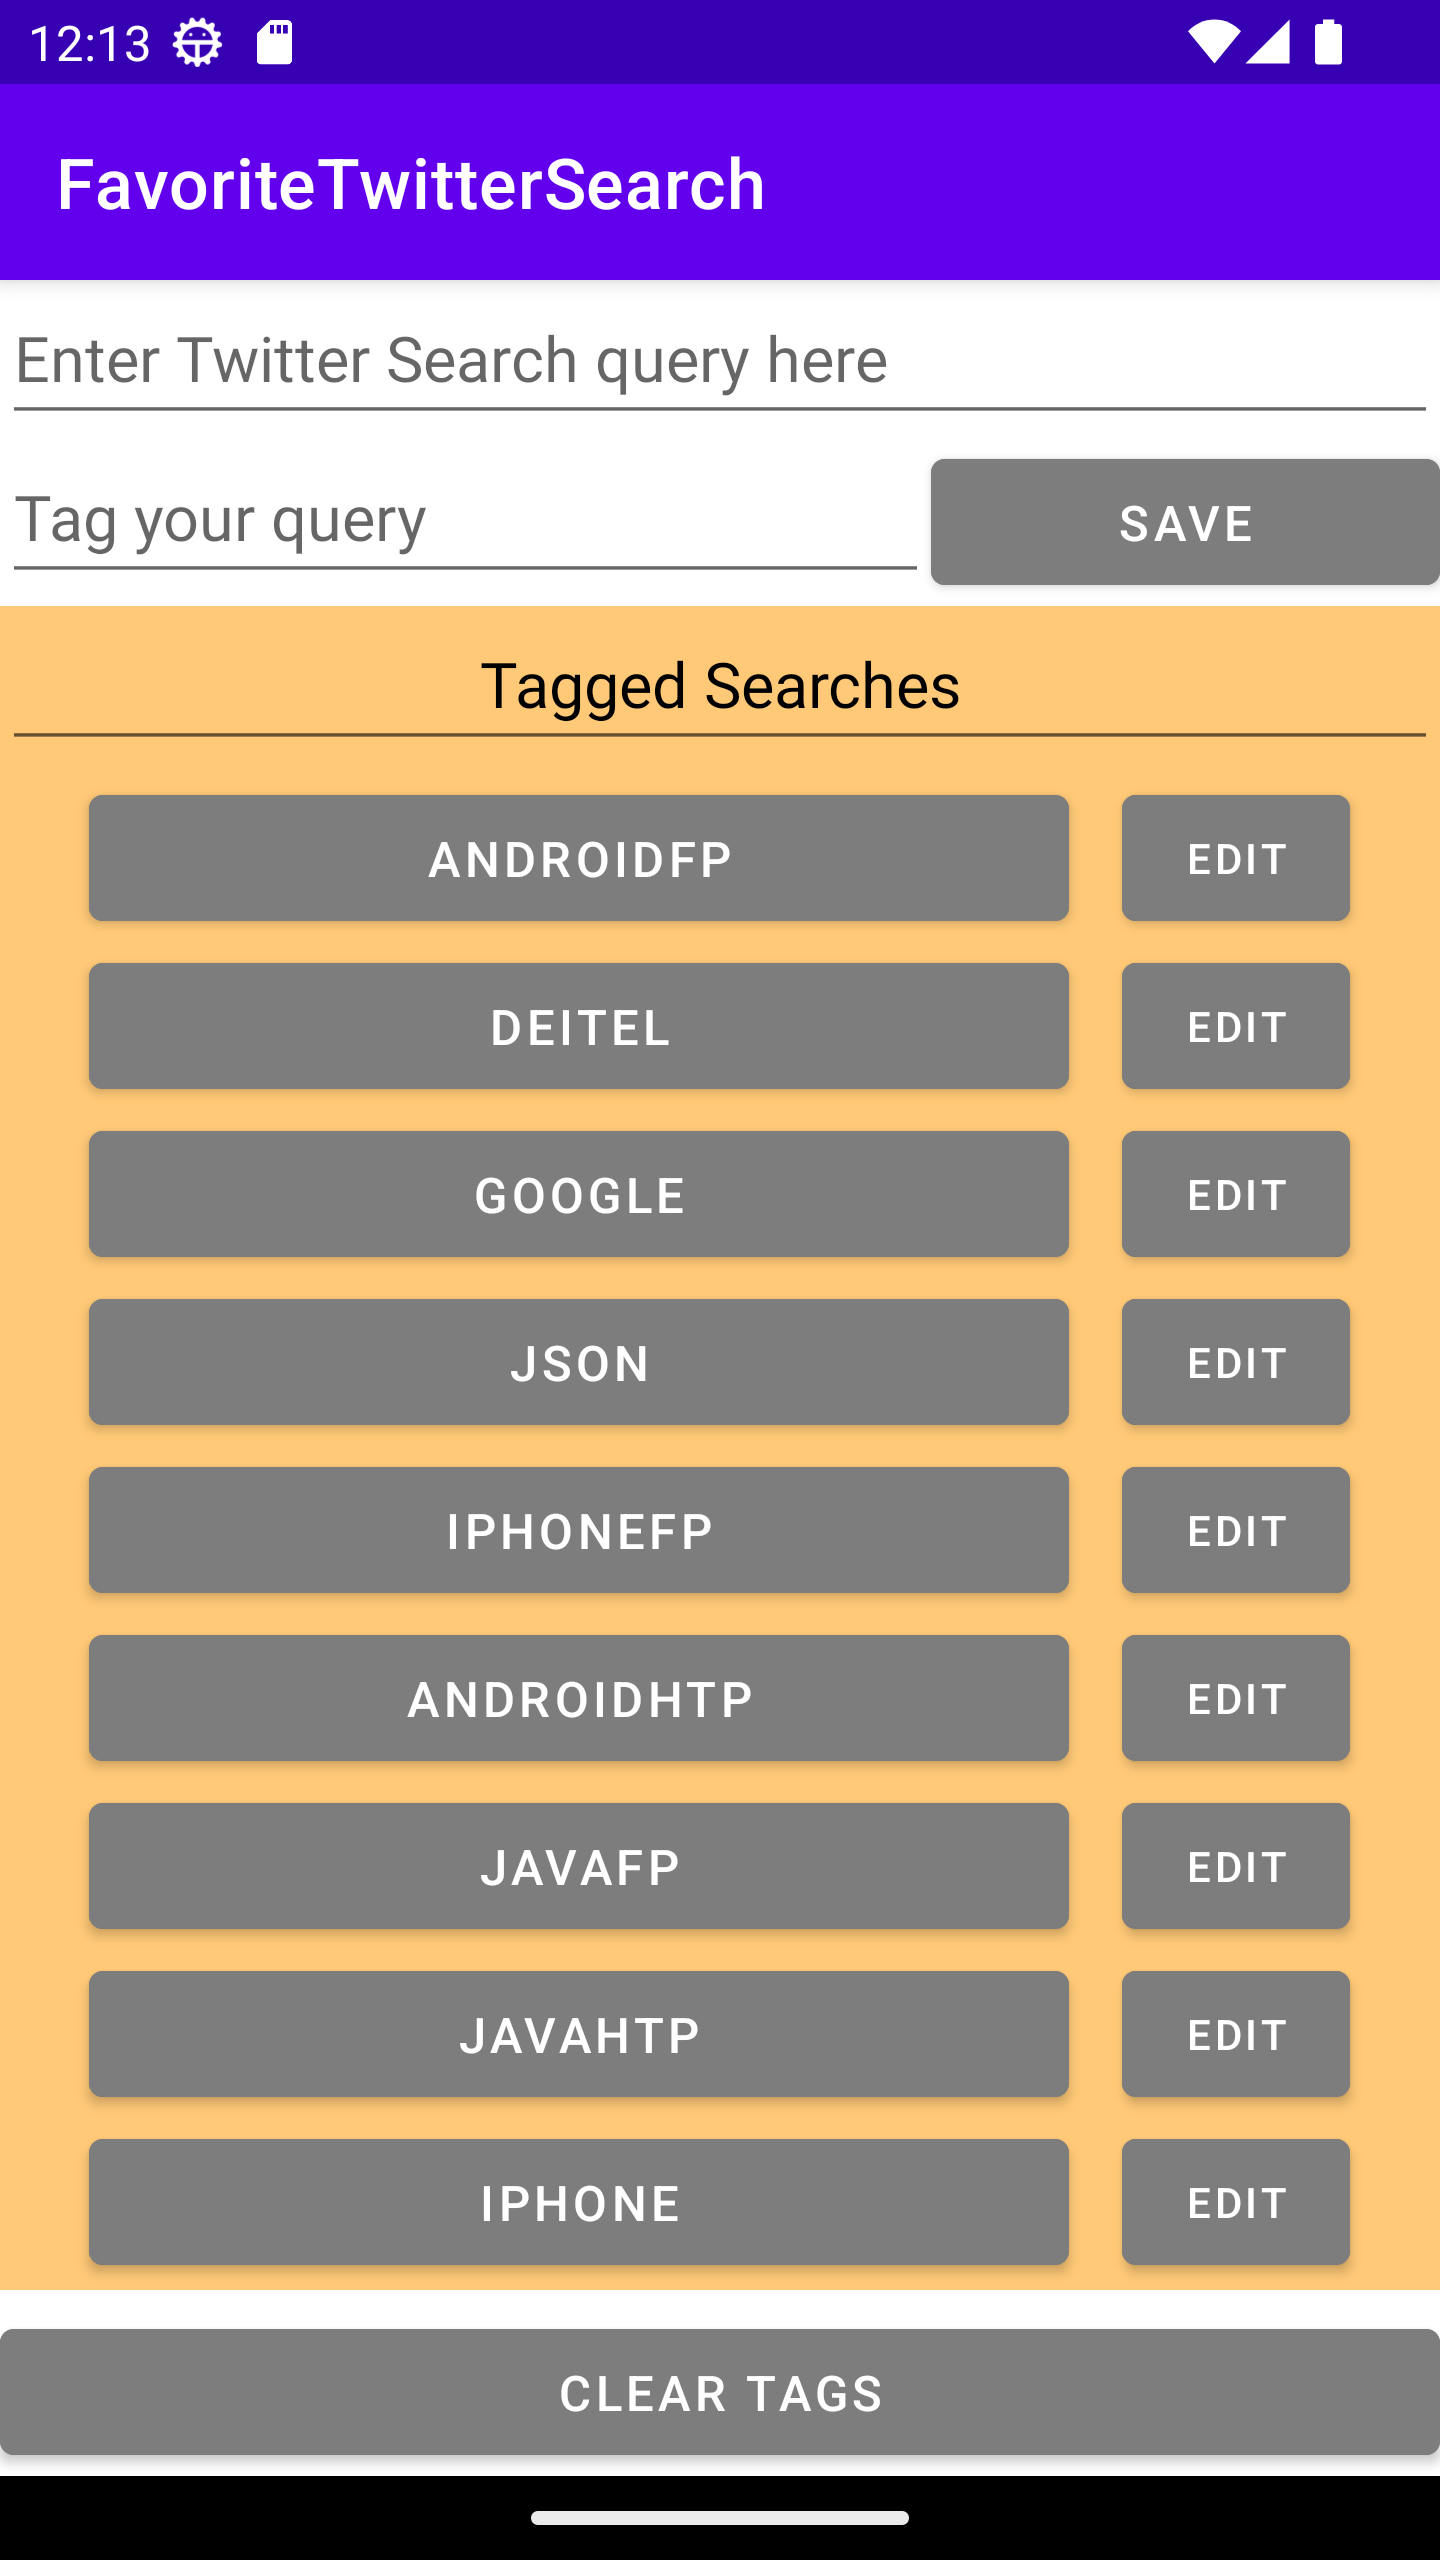 12:13
FavoriteTwitterSearch
Enter Twitter Search query here
Tag your query
SAVE
Tagged Searches
ANDROIDFP EDIT
DEITEL EDIT
GOOGLE EDIT
JSON EDIT
IPHONEFP EDIT
ANDROIDHTP EDIT
JAVAFP EDIT
JAVAHTP EDIT
IPHONE EDIT
CLEAR TAGS